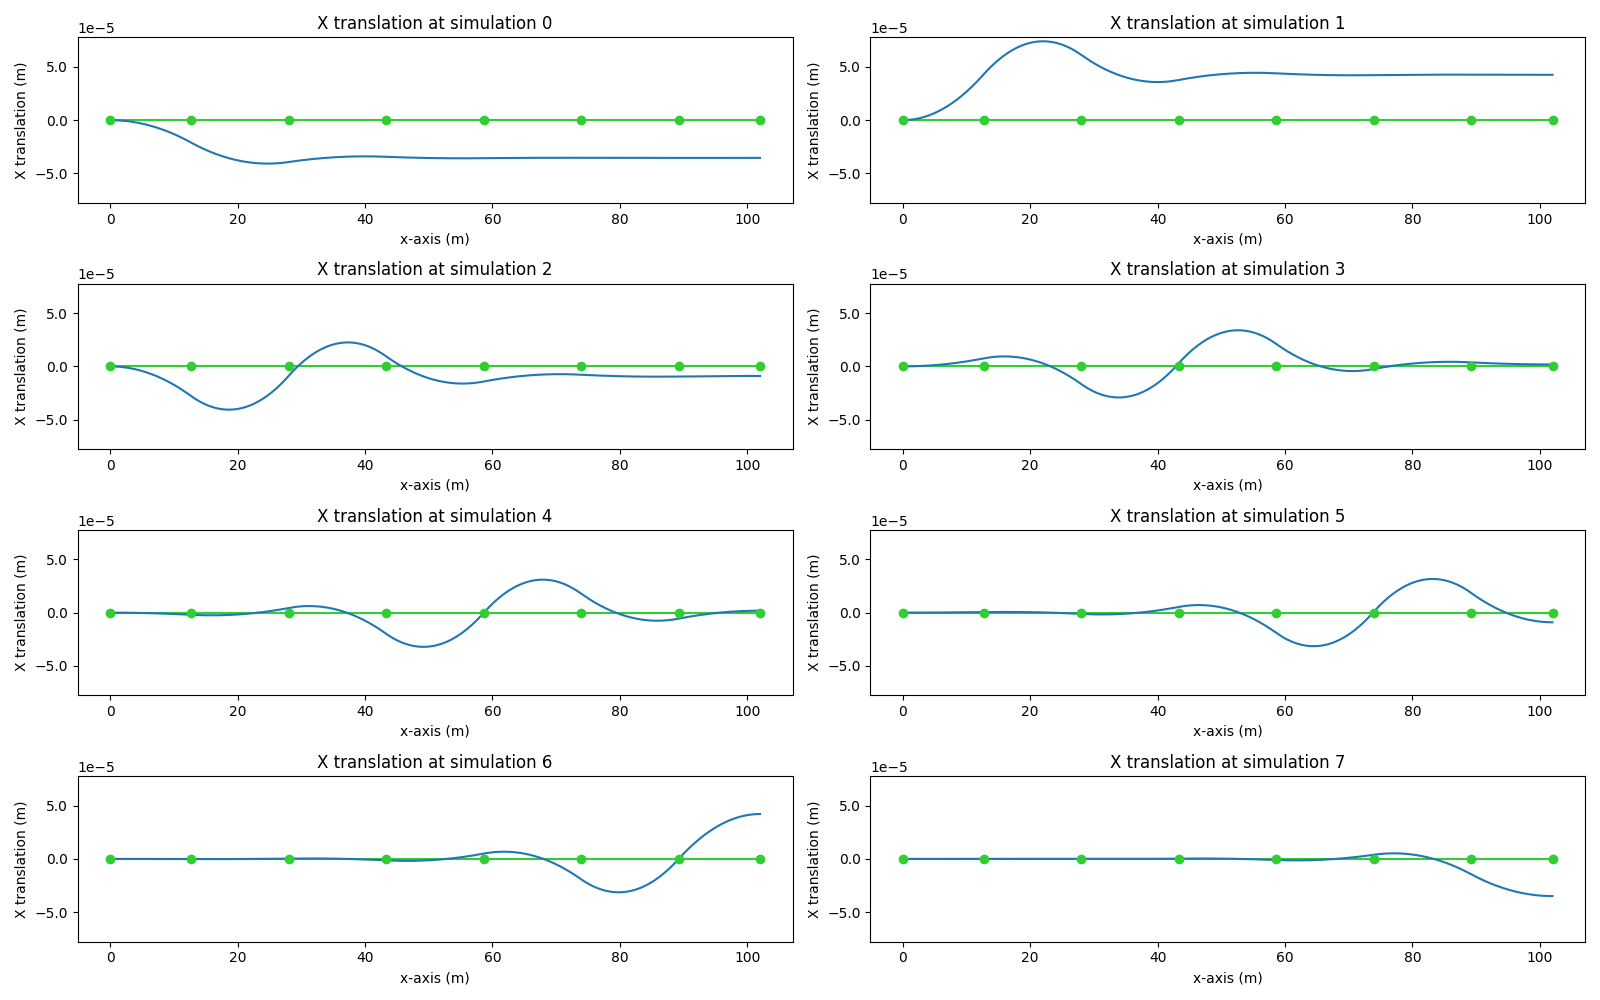 X translation at simulation 0
1e−5
X translation (m)
5.0
0.0
−5.0
0 20 40 60 80 100
x-axis (m)
X translation at simulation 1
1e−5
X translation (m)
5.0
0.0
−5.0
0 20 40 60 80 100
x-axis (m)
X translation at simulation 2
1e−5
X translation (m)
5.0
0.0
−5.0
0 20 40 60 80 100
x-axis (m)
X translation at simulation 3
1e−5
X translation (m)
5.0
0.0
−5.0
0 20 40 60 80 100
x-axis (m)
X translation at simulation 4
1e−5
X translation (m)
5.0
0.0
−5.0
0 20 40 60 80 100
x-axis (m)
X translation at simulation 5
1e−5
X translation (m)
5.0
0.0
−5.0
0 20 40 60 80 100
x-axis (m)
X translation at simulation 6
1e−5
X translation (m)
5.0
0.0
−5.0
0 20 40 60 80 100
x-axis (m)
X translation at simulation 7
1e−5
X translation (m)
5.0
0.0
−5.0
0 20 40 60 80 100
x-axis (m)